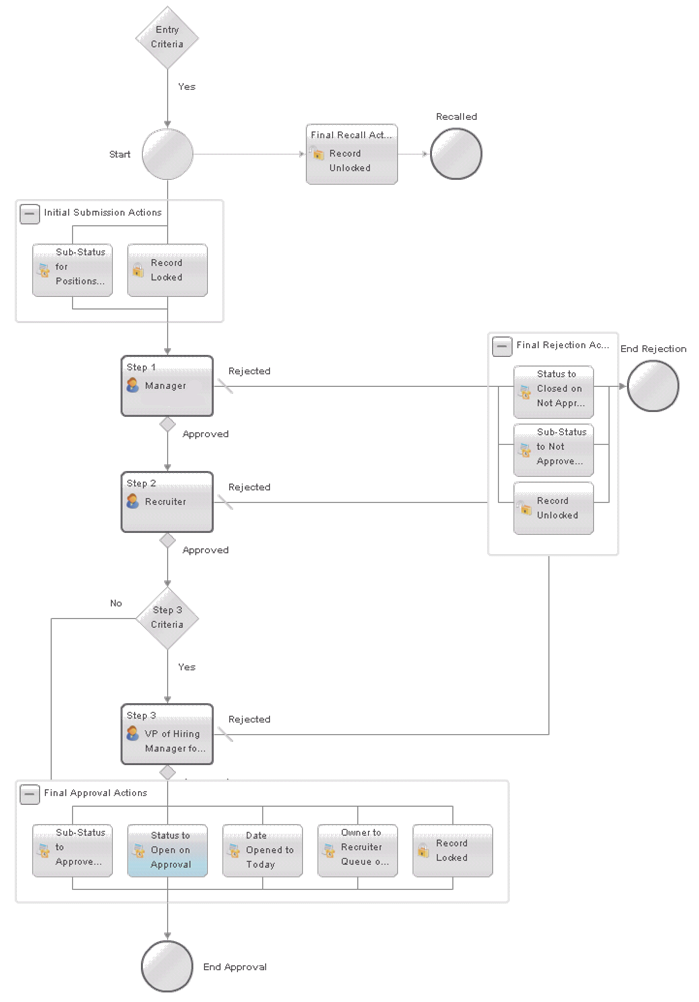 Entry
Criteria
Yes
Start
Final Recall Act...
Record
Unlocked
Recalled
Initial Submission Actions
Sub-Status
for
Positions...
Record
Locked
Step 1
Manager
Rejected
Approved
Final Rejection Ac...
Status to
Closed on
Not Appr...
Sub-Status
to Not
Approve...
Record
Unlocked
End Rejection
Step 2
Recruiter
Rejected
Approved
No
Step 3
Criteria
Yes
Step 3
VP of Hiring
Manager fo...
Rejected
Final Approval Actions
Sub-Status
to
Approve...
Status to
Open on
Approval
Date
Opened to
Today
Owner to
Recruiter
Queue o...
Record
Locked
End Approval